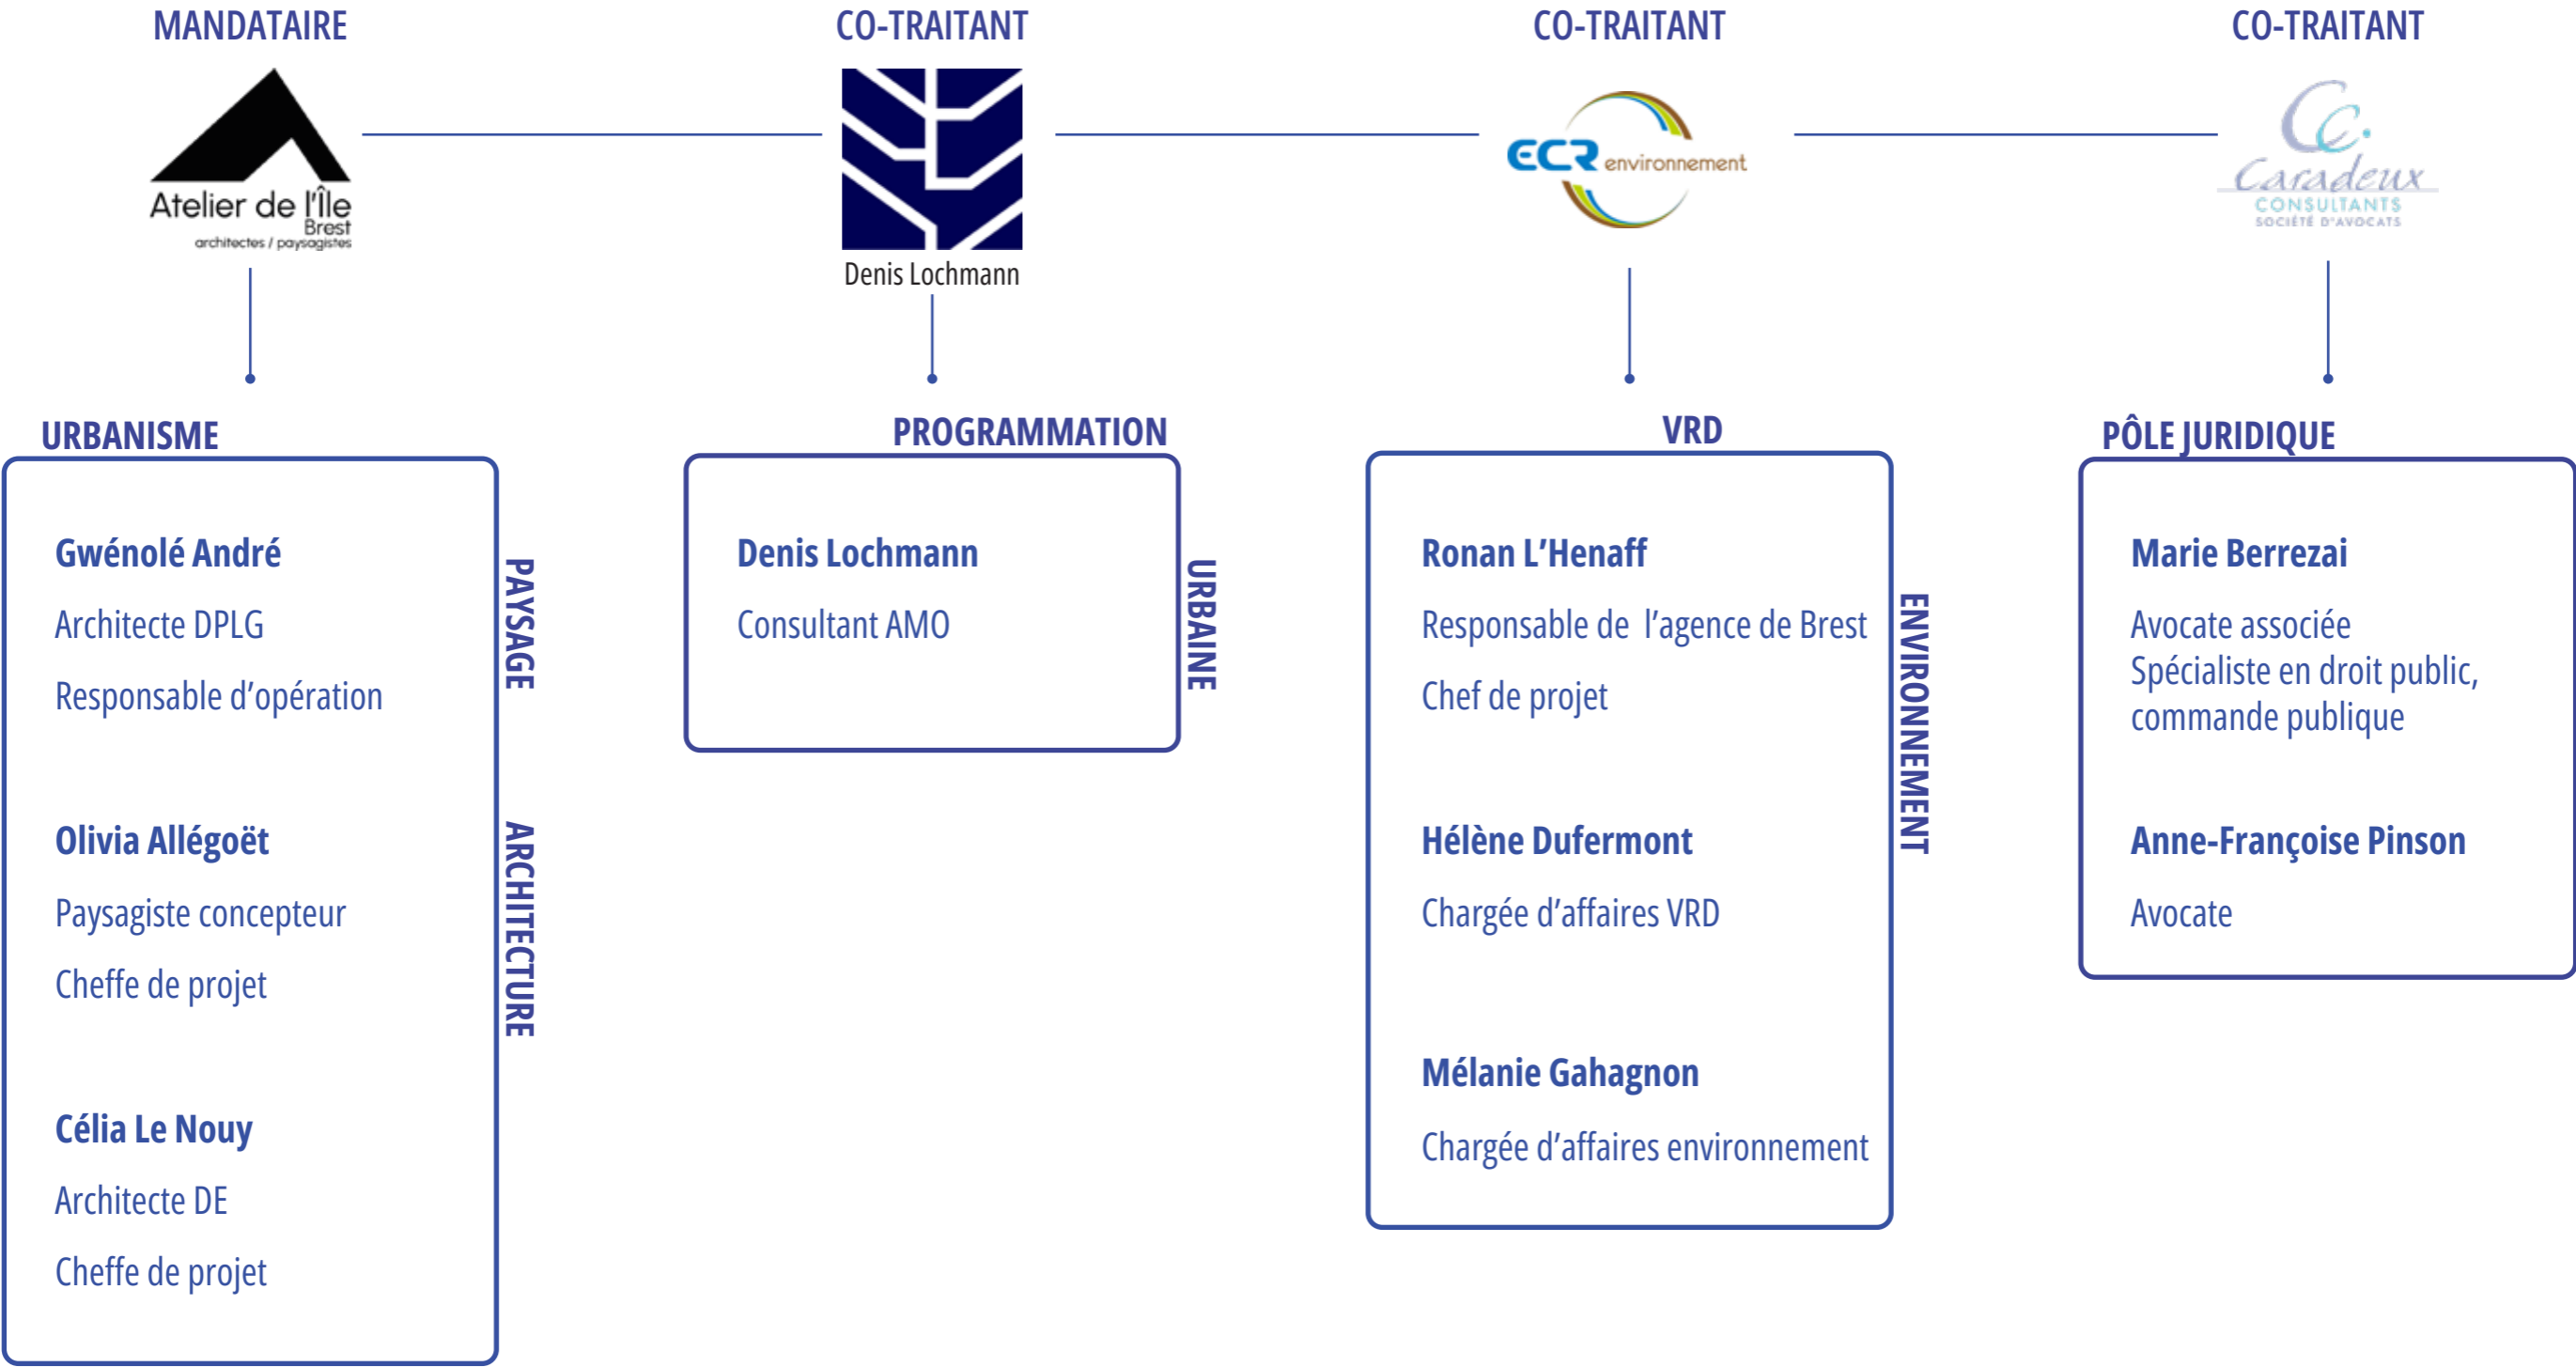 MANDATAIRE
Atelier de l'Île
Brest
architectes / paysagistes
URBANISME
PAYSAGE
ARCHITECTURE
Gwénolé André
Architecte DPLG
Responsable d’opération
Olivia Allégoët
Paysagiste concepteur
Cheffe de projet
Célia Le Nouy
Architecte DE
Cheffe de projet
CO-TRAITANT
Denis Lochmann
PROGRAMMATION
URBAINE
Denis Lochmann
Consultant AMO
CO-TRAITANT
ECR environnement
VRD
ENVIRONNEMENT
Ronan L’Henaff
Responsable de l’agence de Brest
Chef de projet
Hélène Dufermont
Chargée d’affaires VRD
Mélanie Gahagnon
Chargée d’affaires environnement
CO-TRAITANT
Cc.
Caradeux
CONSULTANTS
SOCIÉTÉ D'AVOCATS
PÔLE JURIDIQUE
Marie Berrezai
Avocate associée
Spécialiste en droit public,
commande publique
Anne-Françoise Pinson
Avocate